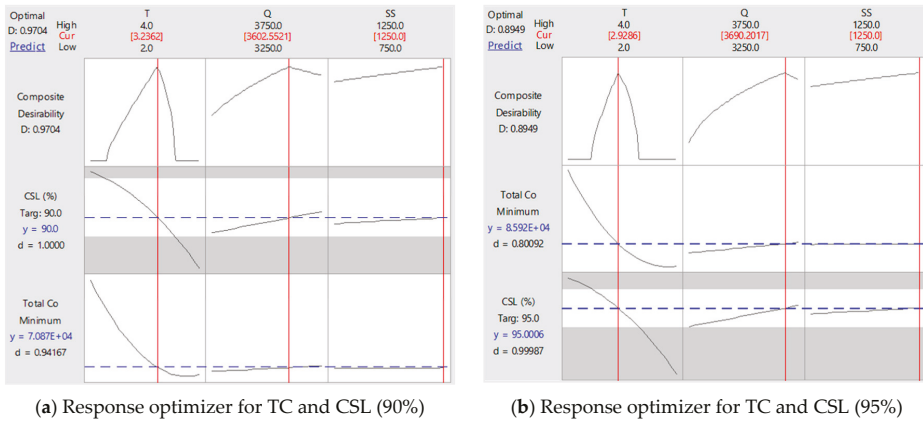 Optimal
D: 0.9704
Predict
High
Cur
Low
T
4.0
[3.2362]
2.0
Q
3750.0
[3602.5521]
3250.0
SS
1250.0
[1250.0]
750.0
Composite
Desirability
D: 0.9704
CSL (%)
Targ: 90.0
y = 90.0
d = 1.0000
Total Co
Minimum
y = 7.087E+04
d = 0.94167
(a) Response optimizer for TC and CSL (90%)
Optimal
D: 0.8949
Predict
High
Cur
Low
T
4.0
[2.9286]
2.0
Q
3750.0
[3690.2017]
3250.0
SS
1250.0
[1250.0]
750.0
Composite
Desirability
D: 0.8949
Total Co
Minimum
y = 8.592E+04
d = 0.80092
CSL (%)
Targ: 95.0
y = 95.0006
d = 0.99987
(b) Response optimizer for TC and CSL (95%)